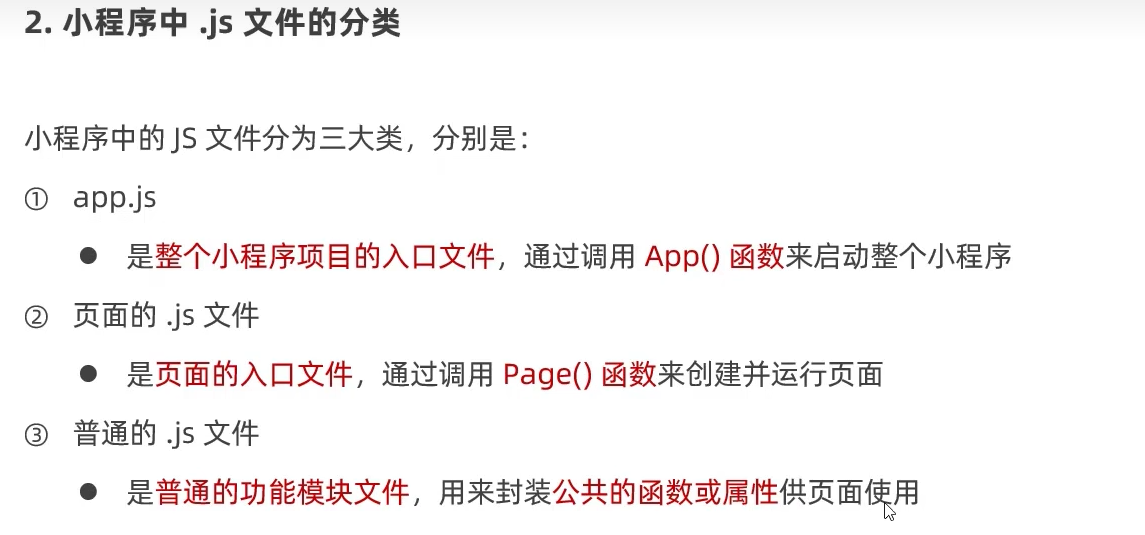 2. 小程序中 .js 文件的分类
小程序中的 JS 文件分为三大类，分别是：
① app.js
● 是整个小程序项目的入口文件，通过调用 App() 函数来启动整个小程序
② 页面的 .js 文件
● 是页面的入口文件，通过调用 Page() 函数来创建并运行页面
③ 普通的 .js 文件
● 是普通的功能模块文件，用来封装公共的函数或属性供页面使用